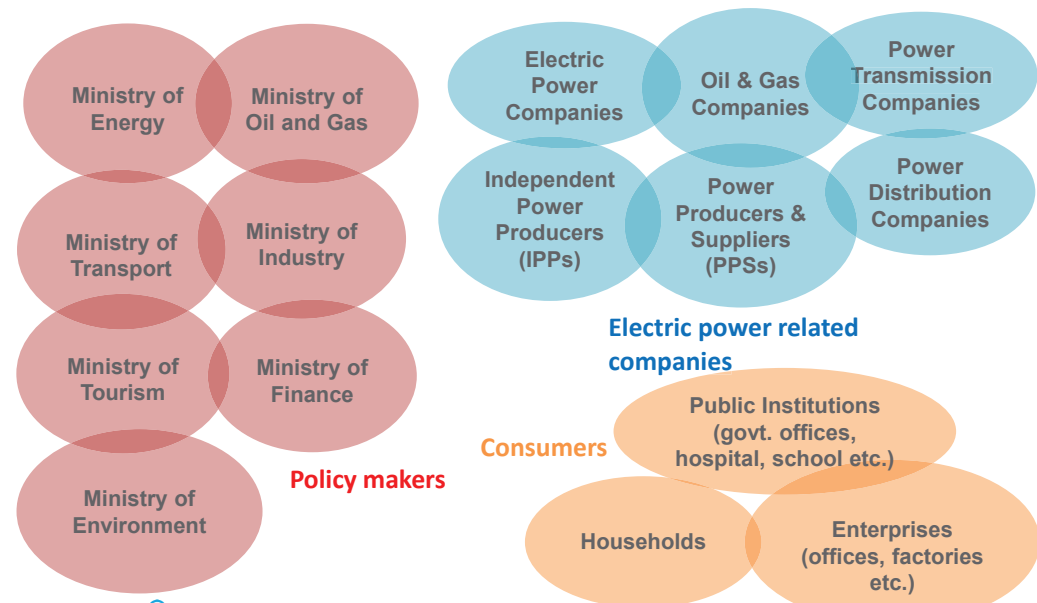 Ministry of
Energy
Ministry of
Oil and Gas
Ministry of
Transport
Ministry of
Industry
Ministry of
Tourism
Ministry of
Finance
Ministry of
Environment
Policy makers
Electric
Power
Companies
Oil & Gas
Companies
Power
Transmission
Companies
Independent
Power
Producers
(IPPs)
Power
Producers &
Suppliers
(PPSs)
Power
Distribution
Companies
Electric power related
companies
Consumers
Public Institutions
(govt. offices,
hospital, school etc.)
Households
Enterprises
(offices, factories
etc.)